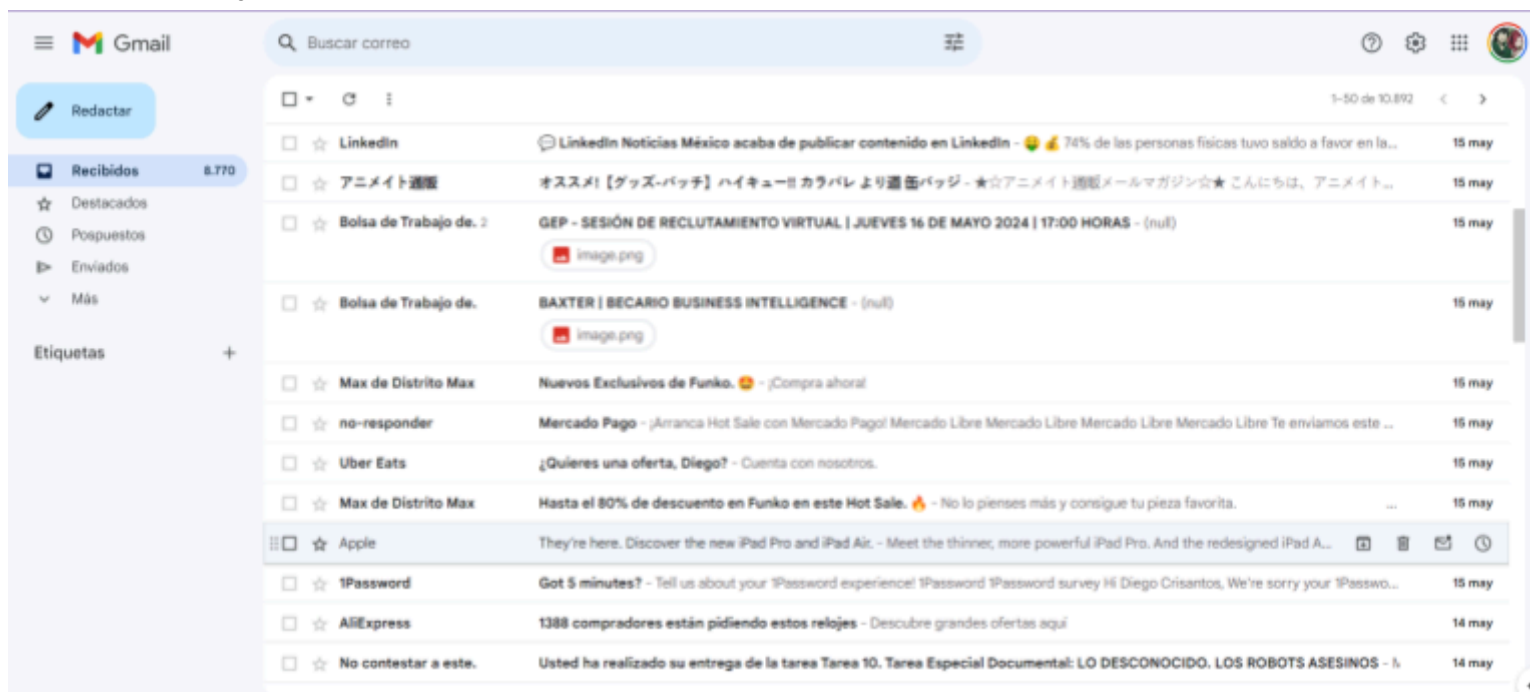 Gmail
Buscar correo
Redactar
1–50 de 10.892
Recibidos 8.770
Destacados
Pospuestos
Enviados
Más
Etiquetas
LinkedIn 💬 LinkedIn Noticias México acaba de publicar contenido en LinkedIn - 🤑 💰 74% de las personas físicas tuvo saldo a favor en la... 15 may
アニメイト通販 オススメ!【グッズ-バッチ】ハイキュー!! カラパレ より 缶バッジ - ★☆アニメイト通販メールマガジン☆★ こんにちは、アニメイト... 15 may
Bolsa de Trabajo de. 2 GEP - SESIÓN DE RECLUTAMIENTO VIRTUAL | JUEVES 16 DE MAYO 2024 | 17:00 HORAS - (null) 15 may
image.png
Bolsa de Trabajo de. BAXTER | BECARIO BUSINESS INTELLIGENCE - (null) 15 may
image.png
Max de Distrito Max Nuevos Exclusivos de Funko. 🤩 - ¡Compra ahora! 15 may
no-responder Mercado Pago - ¡Arranca Hot Sale con Mercado Pago! Mercado Libre Mercado Libre Mercado Libre Mercado Libre Te enviamos este ... 15 may
Uber Eats ¿Quieres una oferta, Diego? - Cuenta con nosotros. 15 may
Max de Distrito Max Hasta el 80% de descuento en Funko en este Hot Sale. 🔥 - No lo pienses más y consigue tu pieza favorita. ... 15 may
Apple They're here. Discover the new iPad Pro and iPad Air. - Meet the thinner, more powerful iPad Pro. And the redesigned iPad A...
1Password Got 5 minutes? - Tell us about your 1Password experience! 1Password 1Password survey Hi Diego Crisantos, We're sorry your 1Passwo... 15 may
AliExpress 1388 compradores están pidiendo estos relojes - Descubre grandes ofertas aquí 14 may
No contestar a este. Usted ha realizado su entrega de la tarea Tarea 10. Tarea Especial Documental: LO DESCONOCIDO. LOS ROBOTS ASESINOS - 14 may